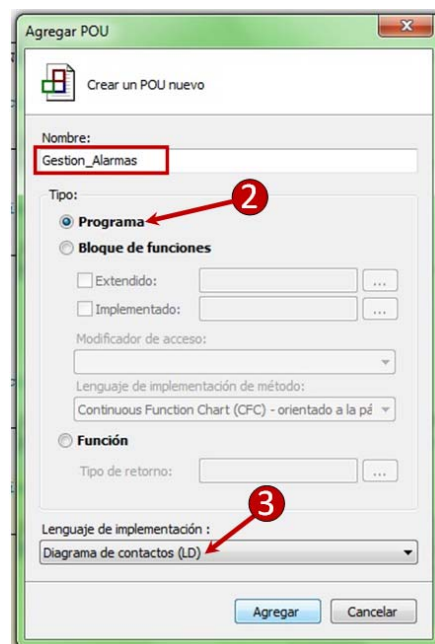 Agregar POU
x
Crear un POU nuevo
Nombre:
Gestion_Alarmas
Tipo:
2
Programa
Bloque de funciones
Extendido: ...
Implementado: ...
Modificador de acceso:
Lenguaje de implementación de método:
Continuous Function Chart (CFC) - orientado a la pá
Función
Tipo de retorno: ...
3
Lenguaje de implementación :
Diagrama de contactos (LD)
Agregar Cancelar